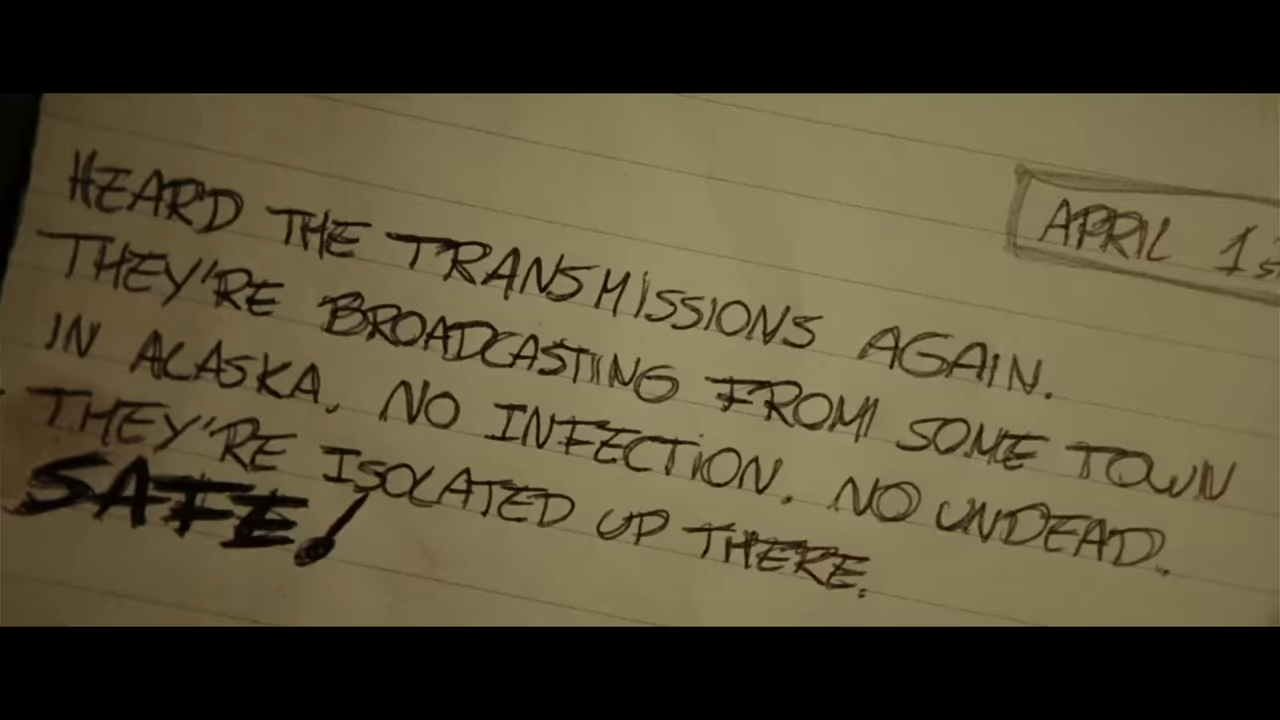 APRIL 1st
HEARD THE TRANSMISSIONS AGAIN.
THEY'RE BROADCASTING FROM SOME TOWN
IN ALASKA. NO INFECTION. NO UNDEAD.
THEY'RE ISOLATED UP THERE.
SAFE!